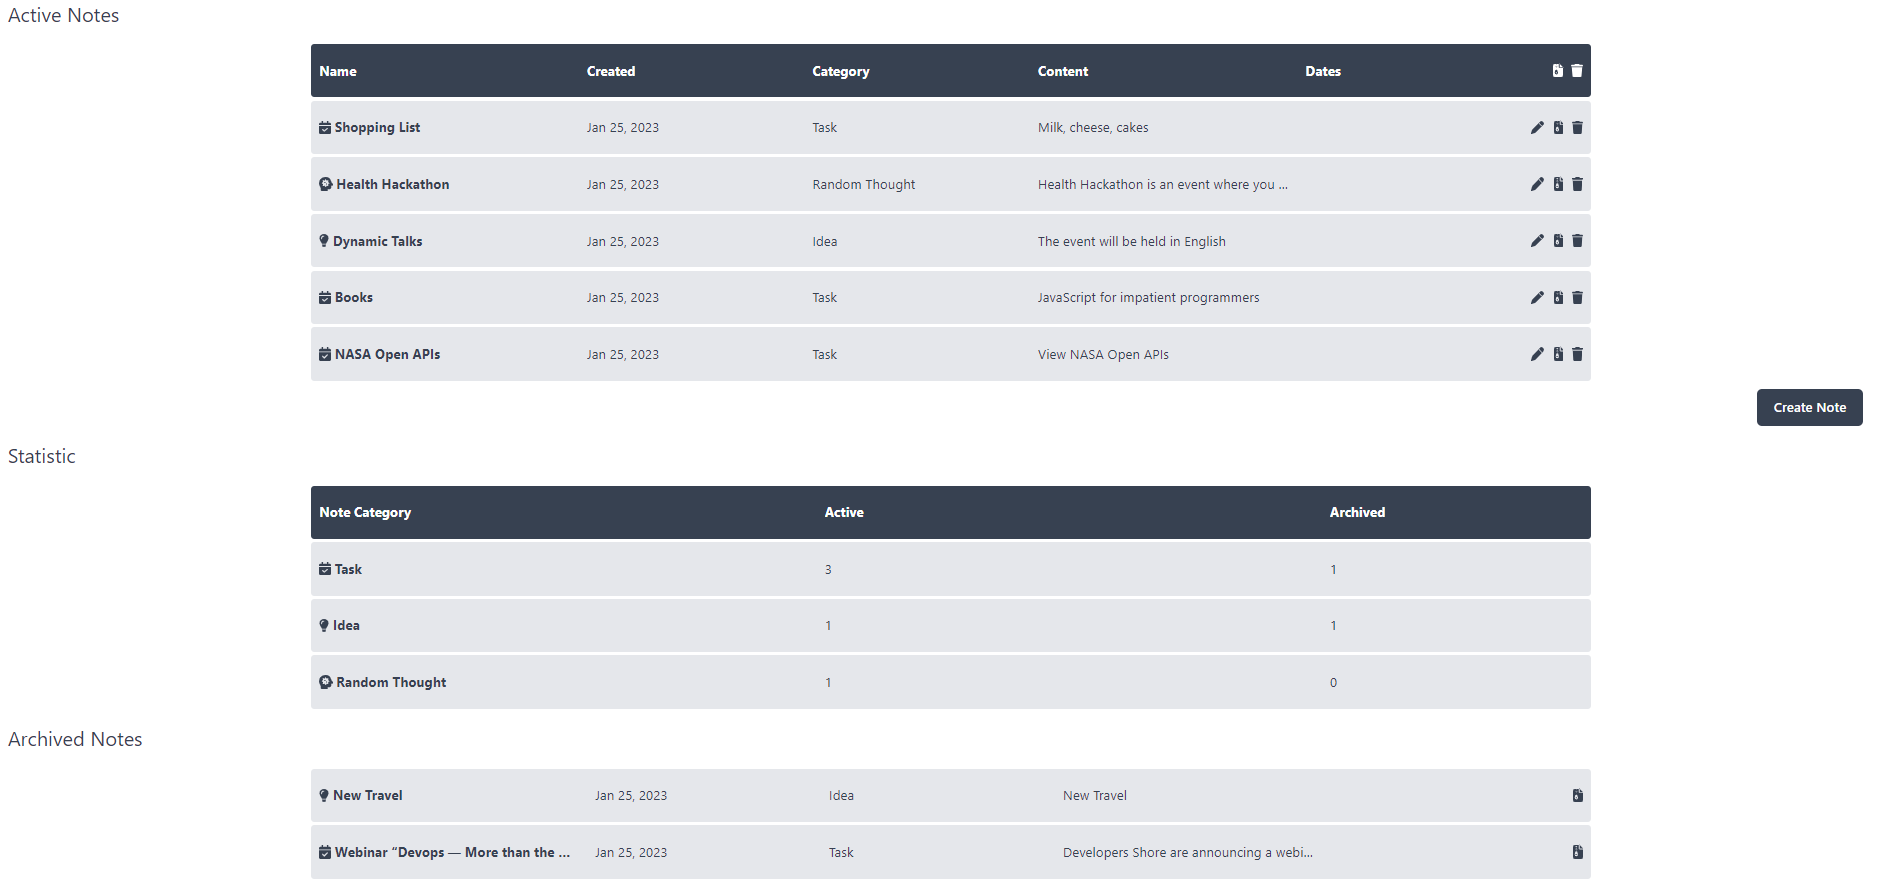 Active Notes
Name Created Category Content Dates
Shopping List Jan 25, 2023 Task Milk, cheese, cakes
Health Hackathon Jan 25, 2023 Random Thought Health Hackathon is an event where you ...
Dynamic Talks Jan 25, 2023 Idea The event will be held in English
Books Jan 25, 2023 Task JavaScript for impatient programmers
NASA Open APIs Jan 25, 2023 Task View NASA Open APIs
Create Note
Statistic
Note Category Active Archived
Task 3 1
Idea 1 1
Random Thought 1 0
Archived Notes
New Travel Jan 25, 2023 Idea New Travel
Webinar “Devops — More than the ... Jan 25, 2023 Task Developers Shore are announcing a webi...